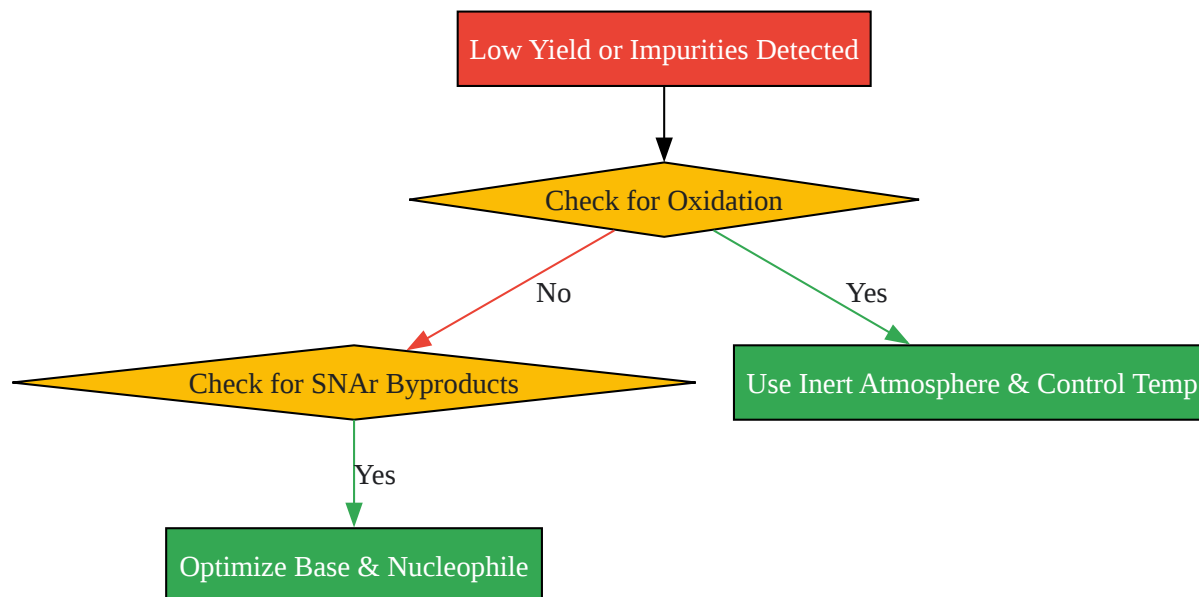 Low Yield or Impurities Detected
Check for Oxidation
No
Yes
Check for SNAr Byproducts
Use Inert Atmosphere & Control Temp
Yes
Optimize Base & Nucleophile